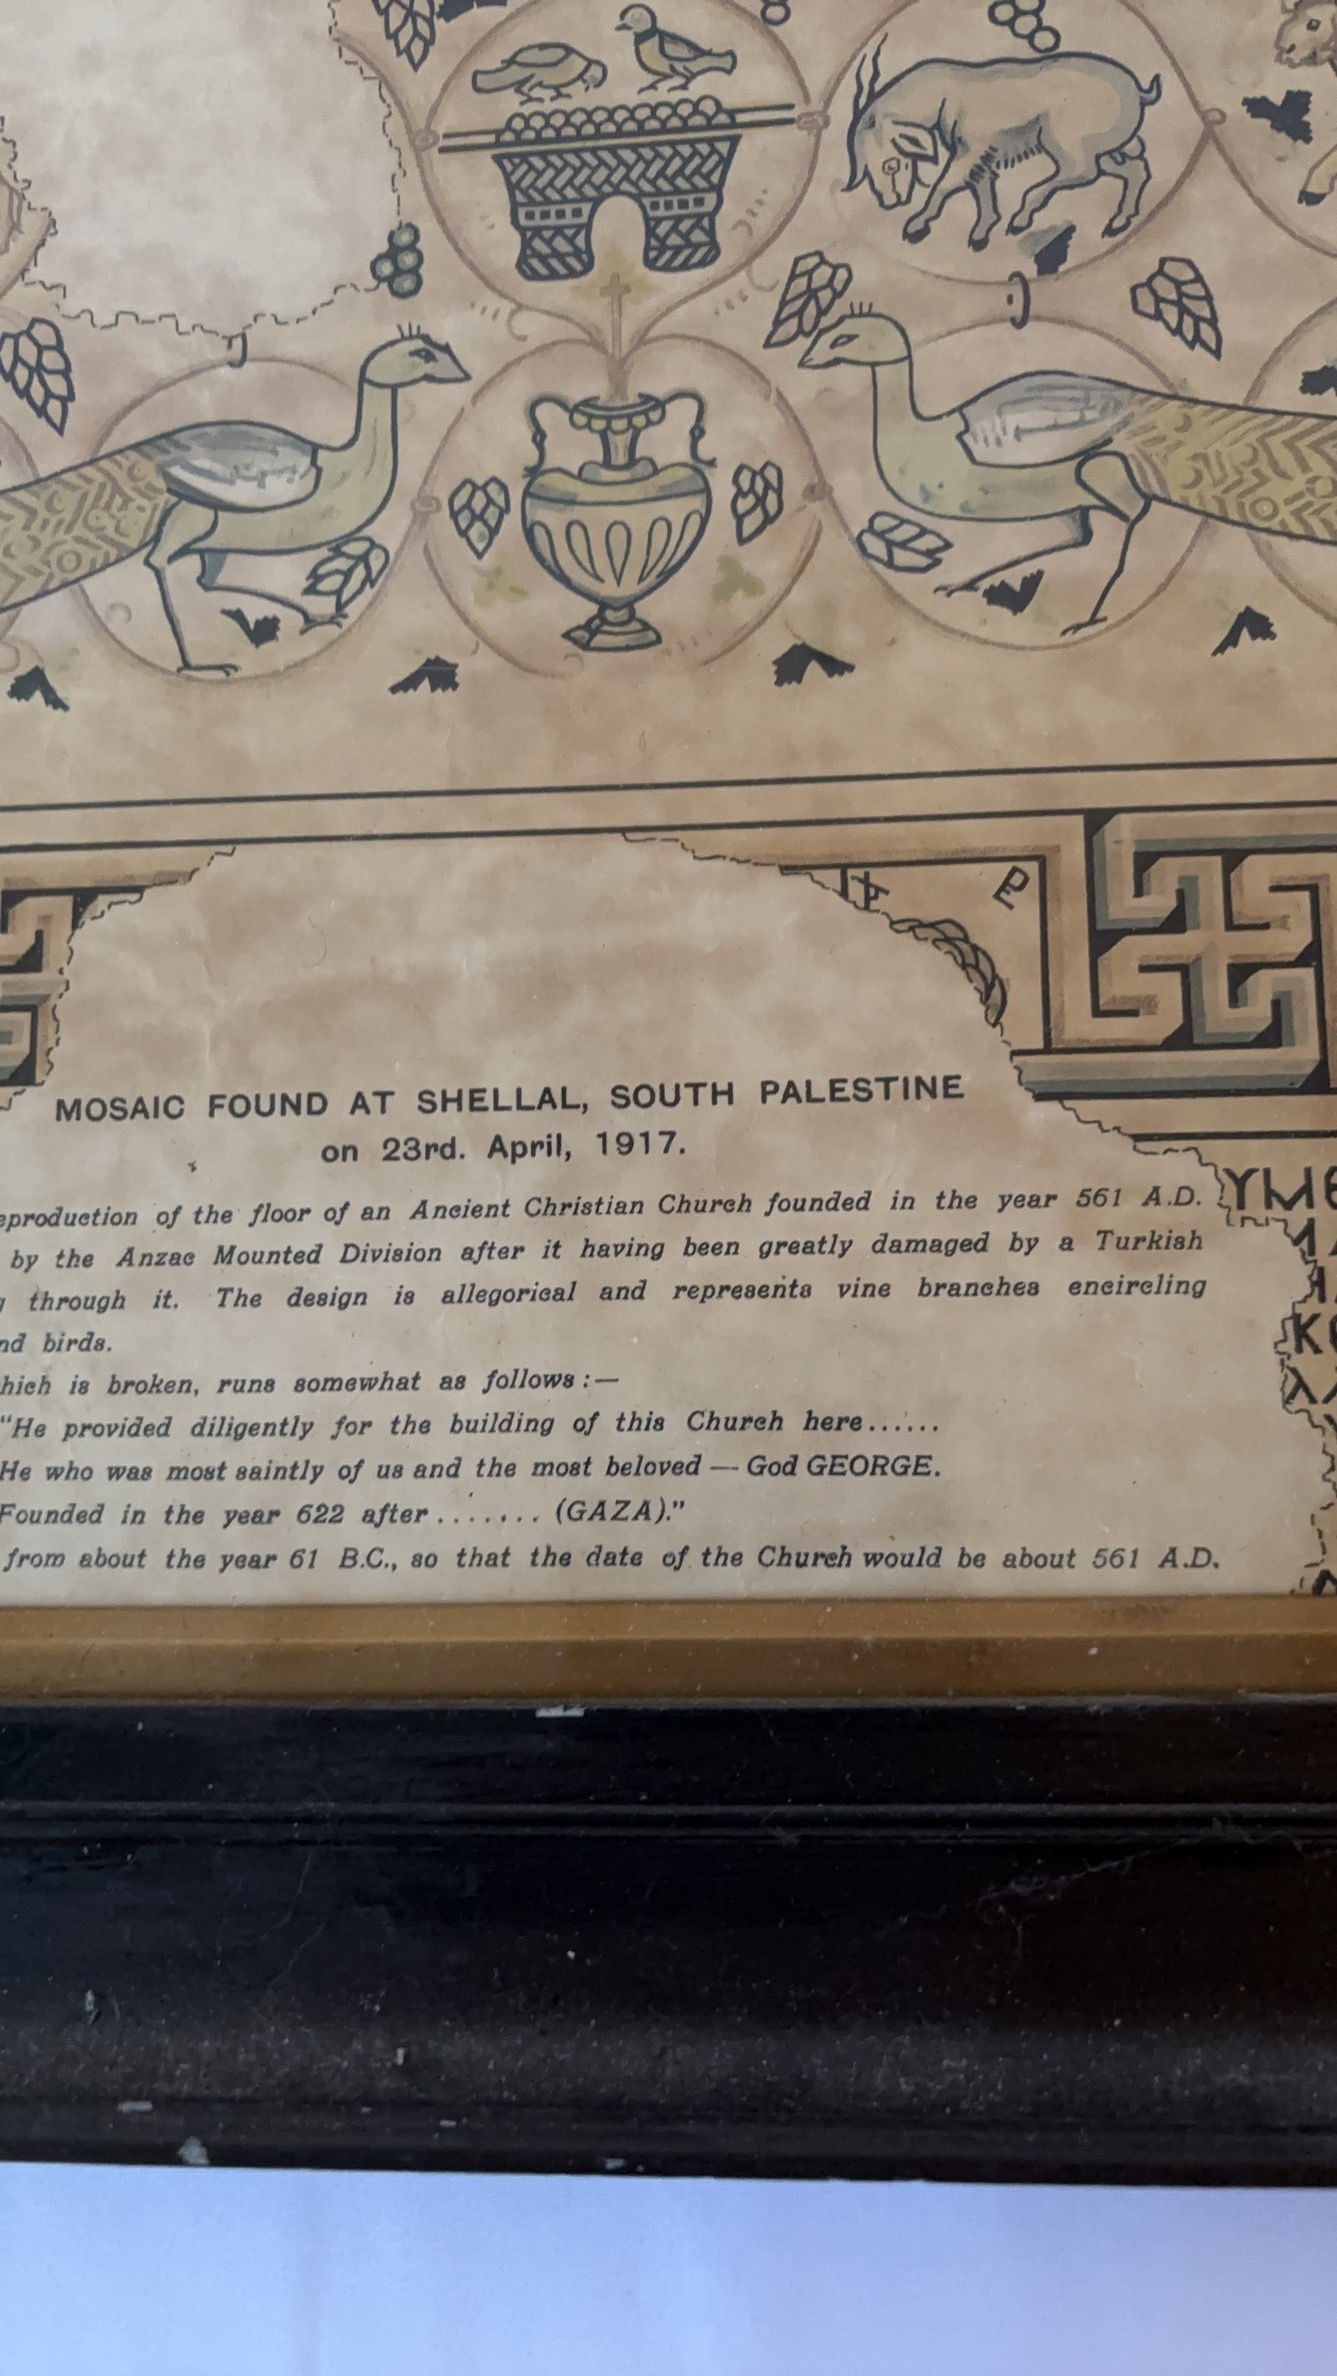 MOSAIC FOUND AT SHELLAL, SOUTH PALESTINE
on 23rd. April, 1917.
eproduction of the floor of an Ancient Christian Church founded in the year 561 A.D.
by the Anzac Mounted Division after it having been greatly damaged by a Turkish
through it. The design is allegorical and represents vine branches encircling
nd birds.
hich is broken, runs somewhat as follows:—
“He provided diligently for the building of this Church here......
He who was most saintly of us and the most beloved — God GEORGE.
Founded in the year 622 after ....... (GAZA).”
from about the year 61 B.C., so that the date of the Church would be about 561 A.D.